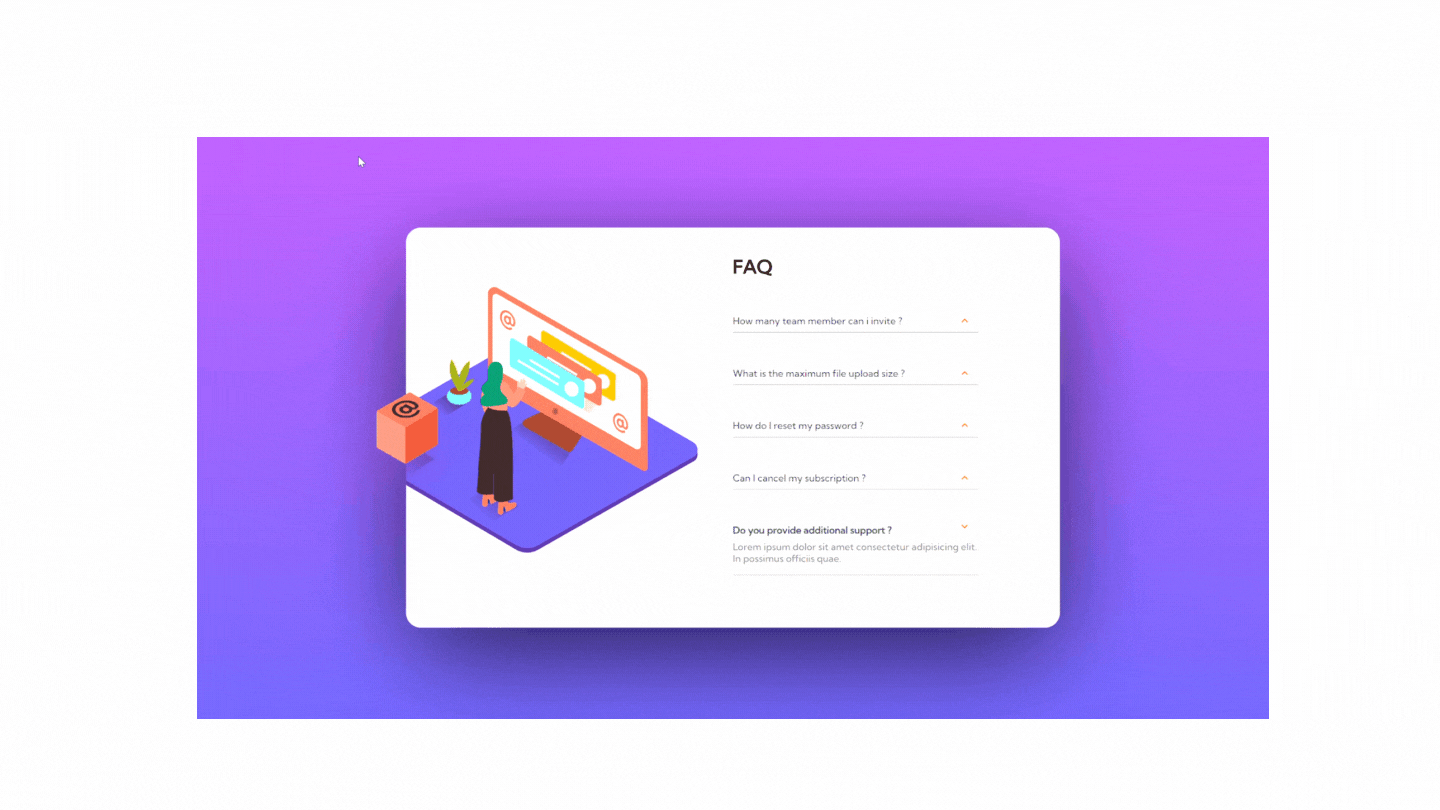 FAQ
How many team member can i invite ?
What is the maximum file upload size ?
How do I reset my password ?
Can I cancel my subscription ?
Do you provide additional support ?
Lorem ipsum dolor sit amet consectetur adipisicing elit.
In possimus officiis quae.
@
@
@